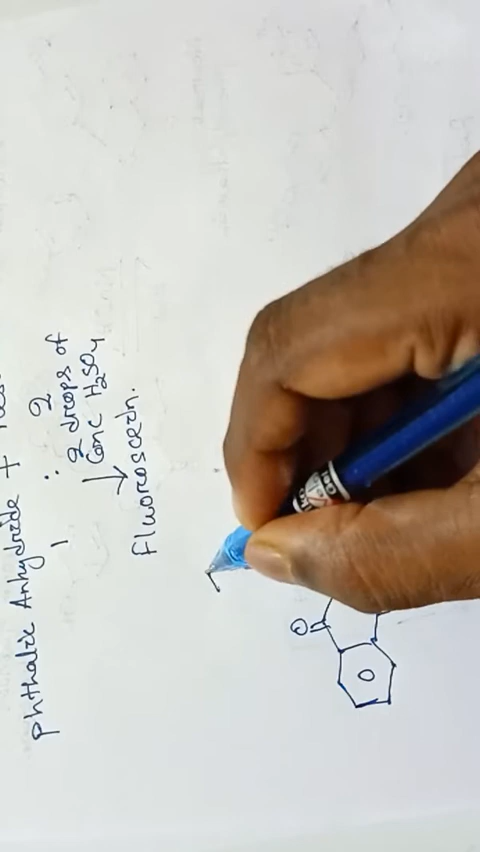 Phthalic Anhydride +
1 : 2
2 drops of
Conc H2SO4
↓
Fluoroscein.
O
O